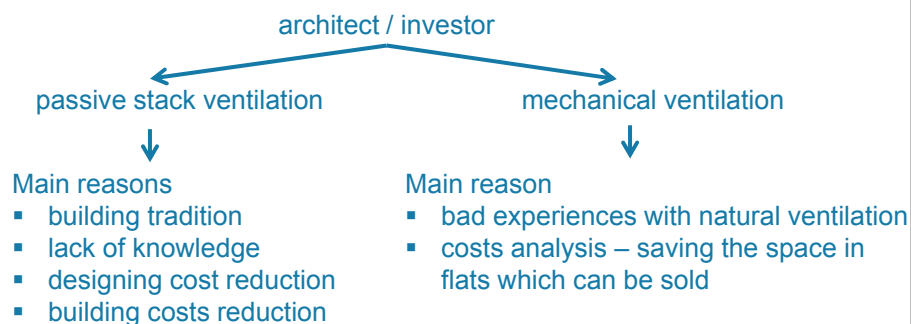 architect / investor
passive stack ventilation
mechanical ventilation
Main reasons
▪ building tradition
▪ lack of knowledge
▪ designing cost reduction
▪ building costs reduction
Main reason
▪ bad experiences with natural ventilation
▪ costs analysis – saving the space in
flats which can be sold